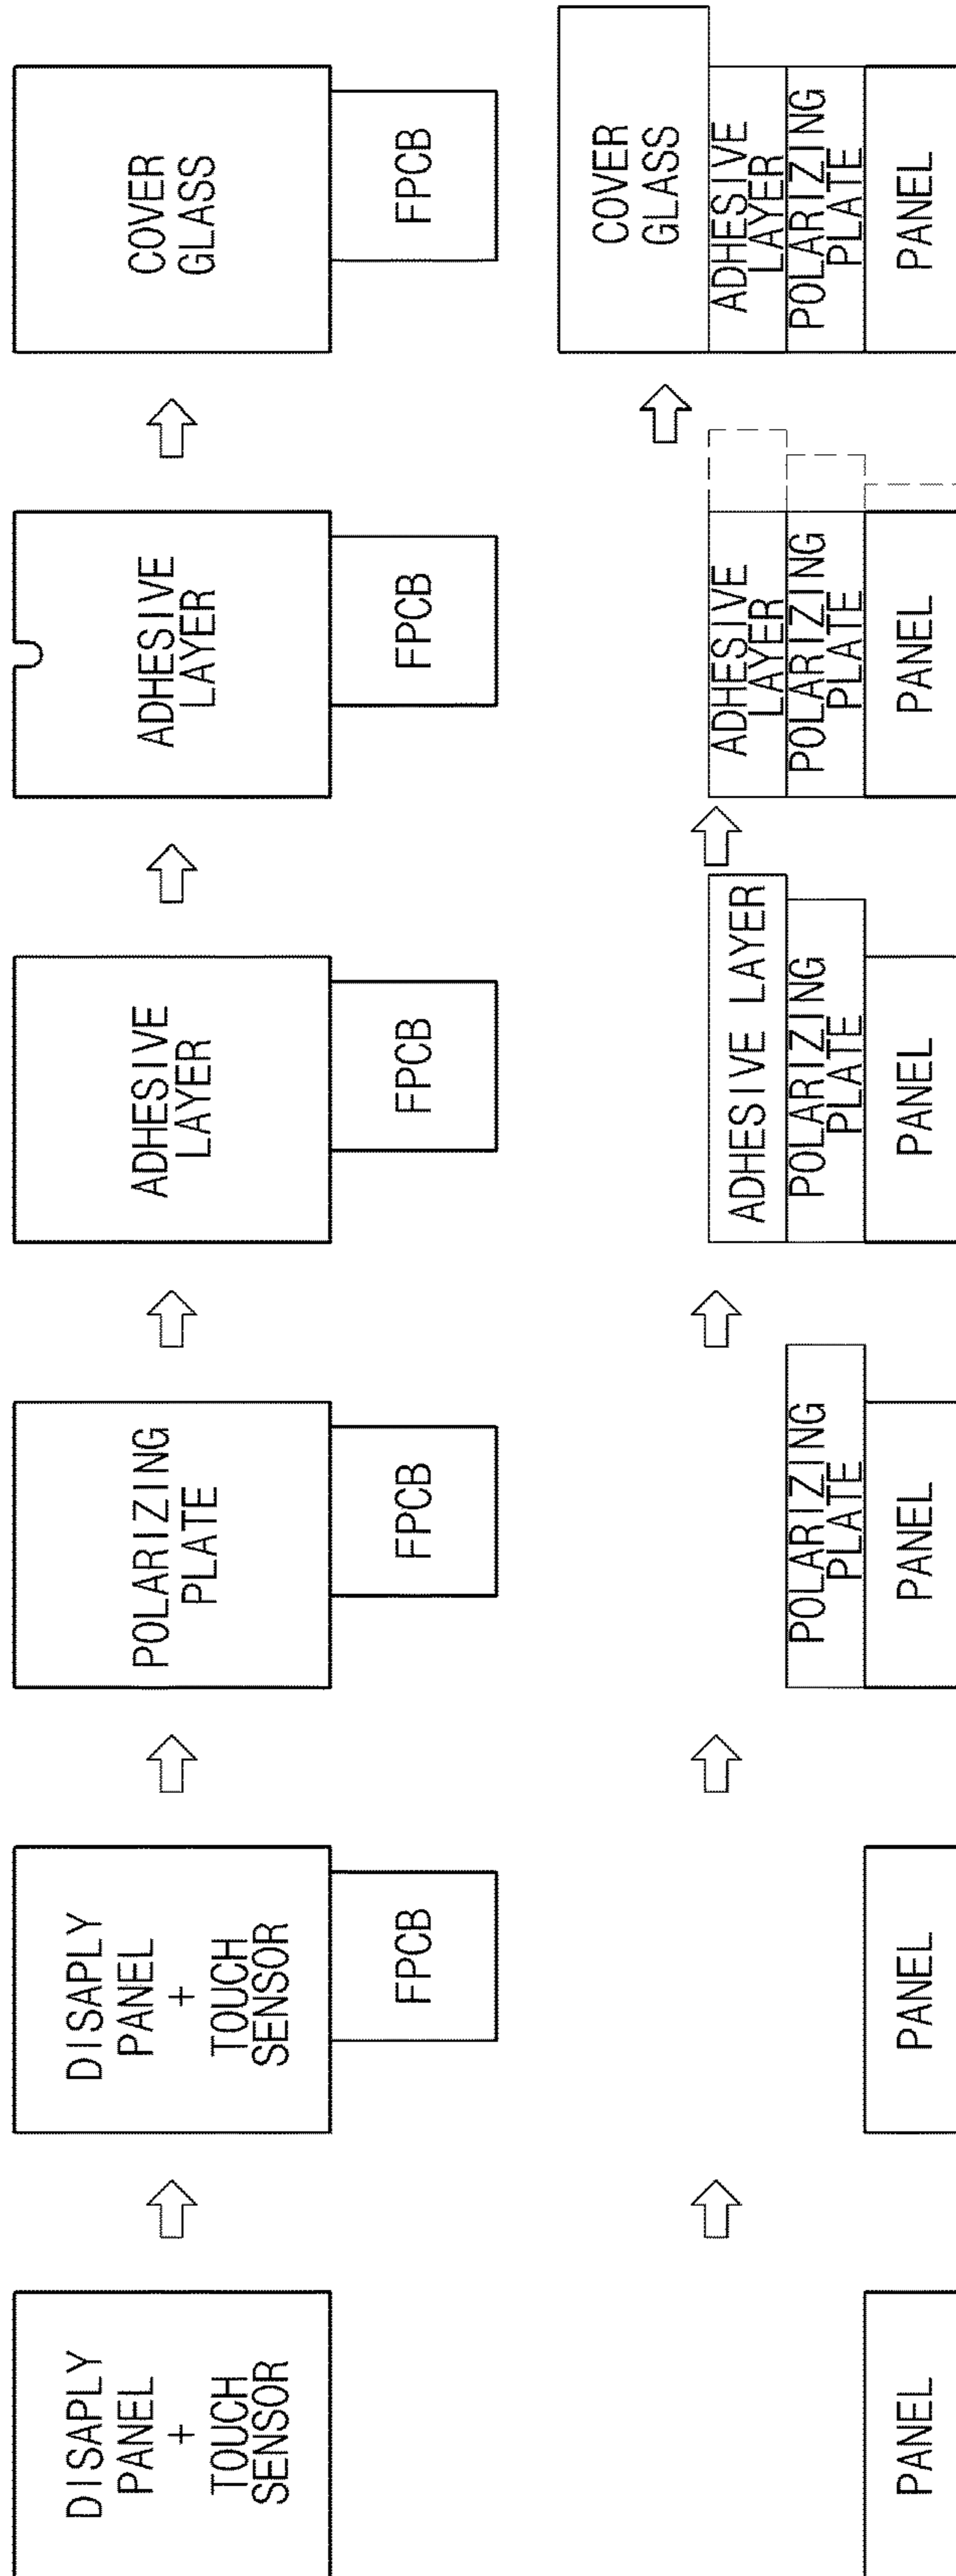 DISAPLY
PANEL
+
TOUCH
SENSOR
DISAPLY
PANEL
+
TOUCH
SENSOR
FPCB
POLARIZING
PLATE
FPCB
ADHESIVE
LAYER
FPCB
ADHESIVE
LAYER
FPCB
COVER
GLASS
FPCB
PANEL
PANEL
POLARIZING
PLATE
PANEL
ADHESIVE LAYER
POLARIZING
PLATE
PANEL
ADHESIVE
LAYER
POLARIZING
PLATE
PANEL
COVER
GLASS
ADHESIVE
LAYER
POLARIZING
PLATE
PANEL